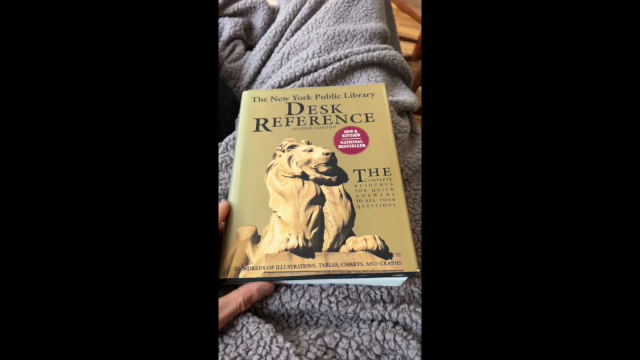 The New York Public Library
DESK
REFERENCE
SECOND EDITION
NEW &
REVISED
NATIONAL
BESTSELLER
THE
COMPLETE
RESOURCE
FOR QUICK
ANSWERS
TO ALL YOUR
QUESTIONS
HUNDREDS OF ILLUSTRATIONS, TABLES, CHARTS, AND GRAPHS